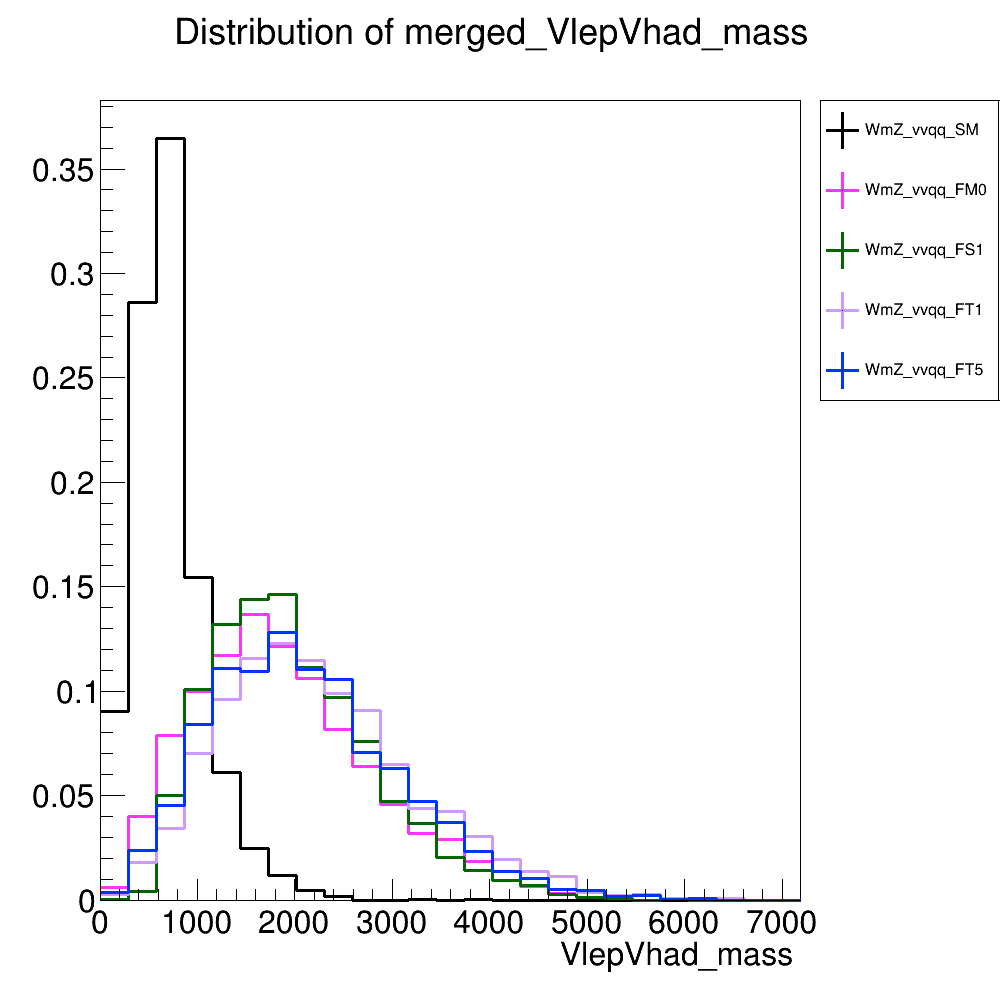 Distribution of merged_VlepVhad_mass
WmZ_vvqq_SM
WmZ_vvqq_FM0
WmZ_vvqq_FS1
WmZ_vvqq_FT1
WmZ_vvqq_FT5
0.35
0.3
0.25
0.2
0.15
0.1
0.05
0
0 1000 2000 3000 4000 5000 6000 7000
VlepVhad_mass